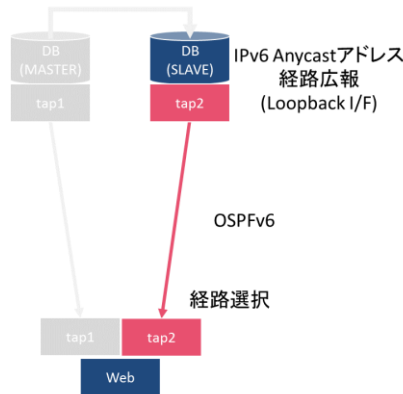 DB
(MASTER)
tap1
DB
(SLAVE)
tap2
IPv6 Anycastアドレス
経路広報
(Loopback I/F)
OSPFv6
経路選択
tap1
tap2
Web